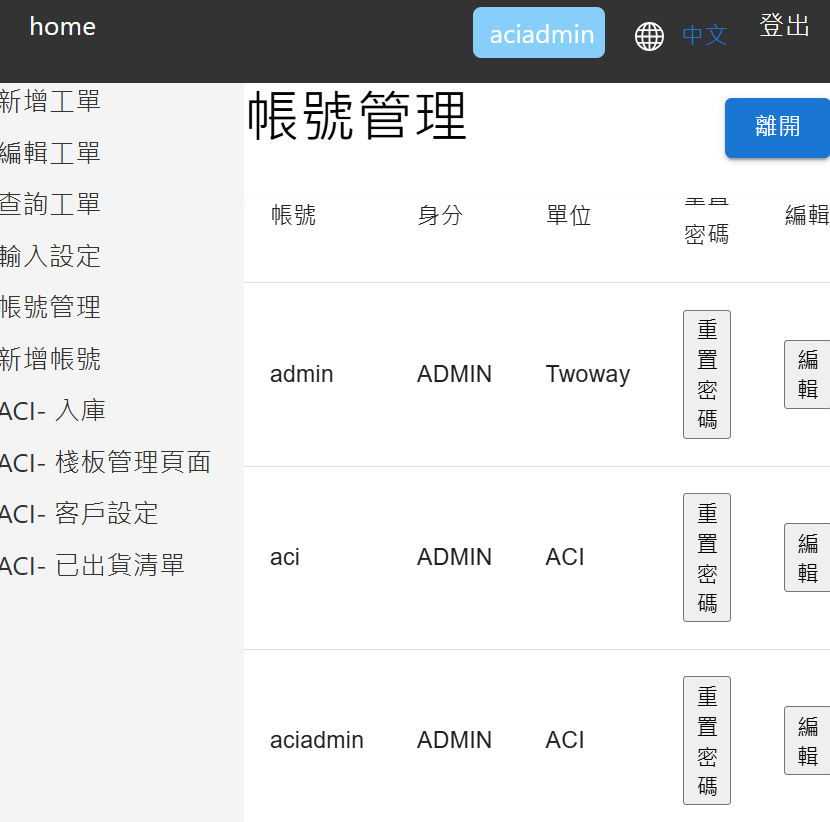 home
aciadmin
中文
登出
新增工單
編輯工單
查詢工單
輸入設定
帳號管理
新增帳號
ACI- 入庫
ACI- 棧板管理頁面
ACI- 客戶設定
ACI- 已出貨清單
帳號管理
離開
帳號
身分
單位
重置
密碼
編輯
admin
ADMIN
Twoway
重
置
密
碼
編
輯
aci
ADMIN
ACI
重
置
密
碼
編
輯
aciadmin
ADMIN
ACI
重
置
密
碼
編
輯